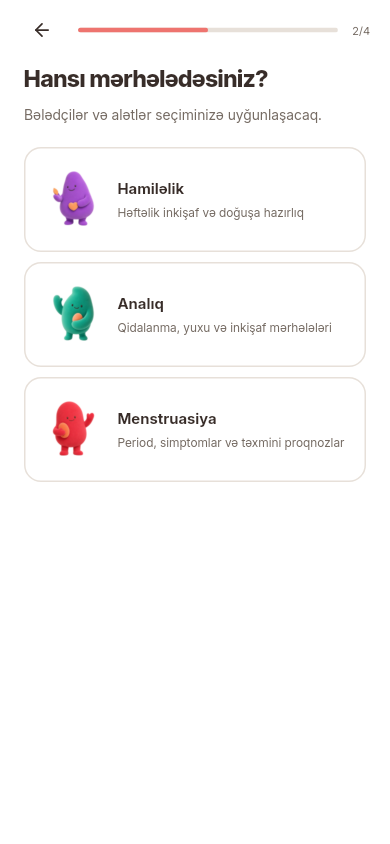 2/4
Hansı mərhələdəsiniz?
Bələdçilər və alətlər seçiminizə uyğunlaşacaq.
Hamiləlik
Həftəlik inkişaf və doğuşa hazırlıq
Analıq
Qidalanma, yuxu və inkişaf mərhələləri
Menstruasiya
Period, simptomlar və təxmini proqnozlar